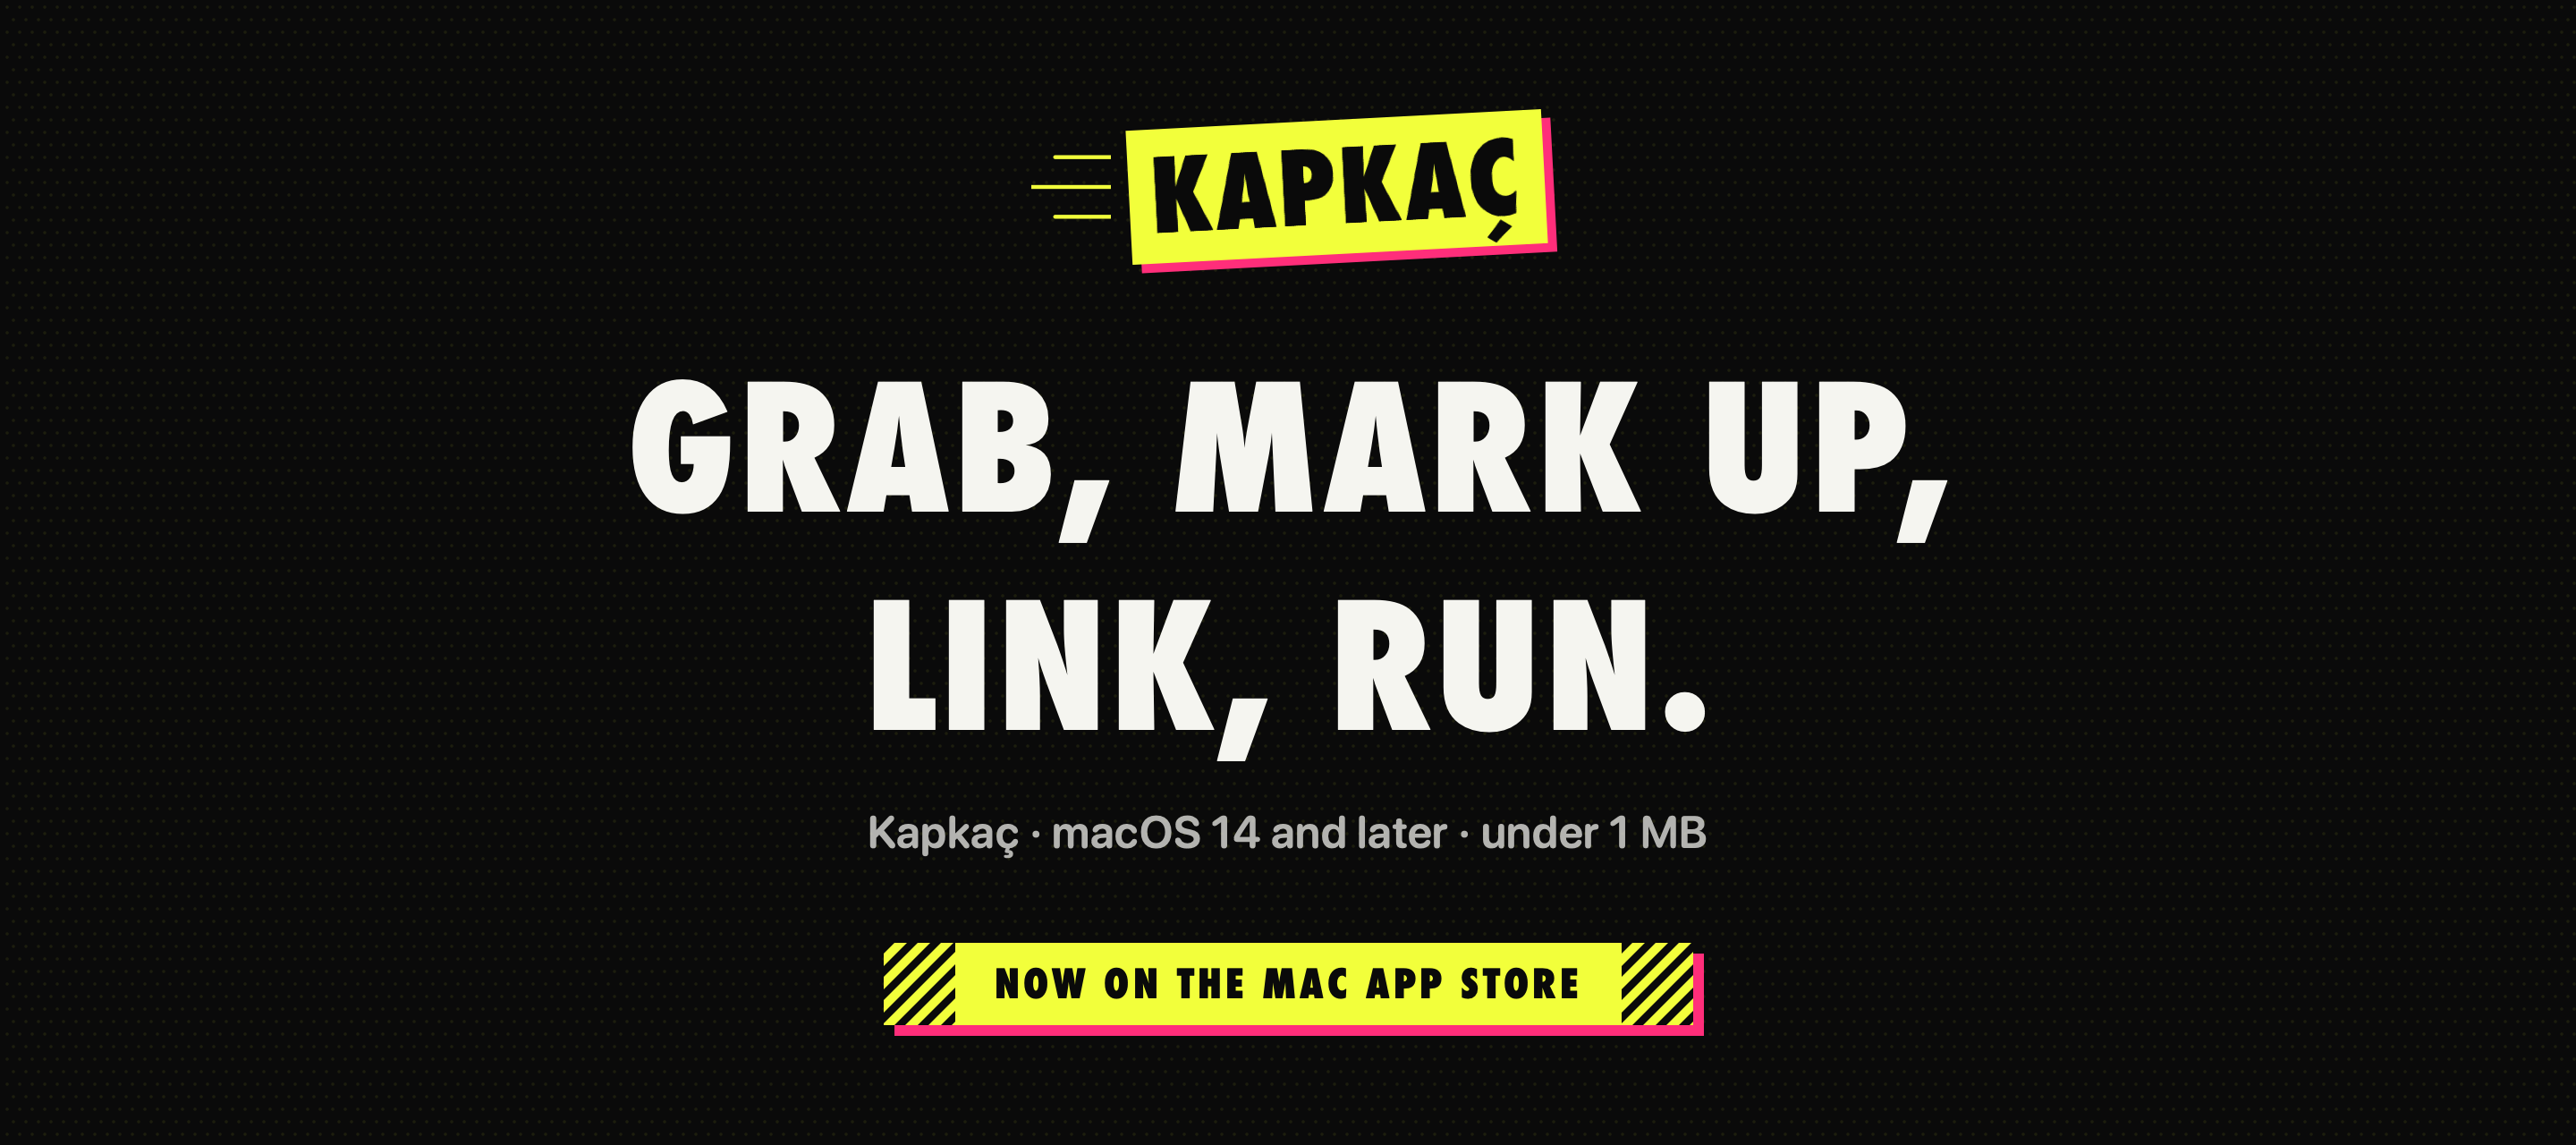 KAPKAÇ
GRAB, MARK UP,
LINK, RUN.
Kapkaç · macOS 14 and later · under 1 MB
NOW ON THE MAC APP STORE